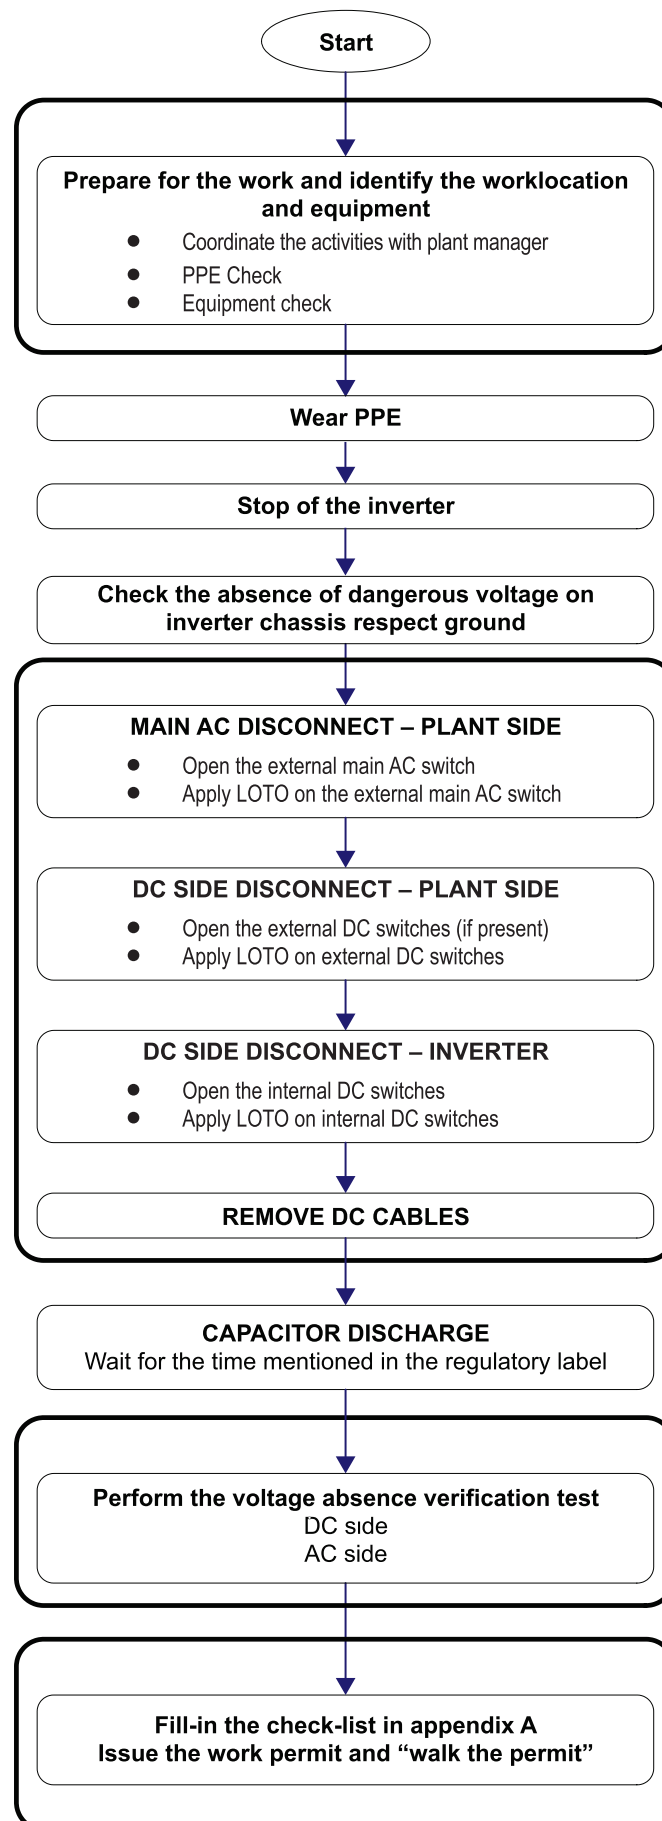 Start
Prepare for the work and identify the worklocation
and equipment
● Coordinate the activities with plant manager
● PPE Check
● Equipment check
Wear PPE
Stop of the inverter
Check the absence of dangerous voltage on
inverter chassis respect ground
MAIN AC DISCONNECT – PLANT SIDE
● Open the external main AC switch
● Apply LOTO on the external main AC switch
DC SIDE DISCONNECT – PLANT SIDE
● Open the external DC switches (if present)
● Apply LOTO on external DC switches
DC SIDE DISCONNECT – INVERTER
● Open the internal DC switches
● Apply LOTO on internal DC switches
REMOVE DC CABLES
CAPACITOR DISCHARGE
Wait for the time mentioned in the regulatory label
Perform the voltage absence verification test
DC side
AC side
Fill-in the check-list in appendix A
Issue the work permit and “walk the permit”